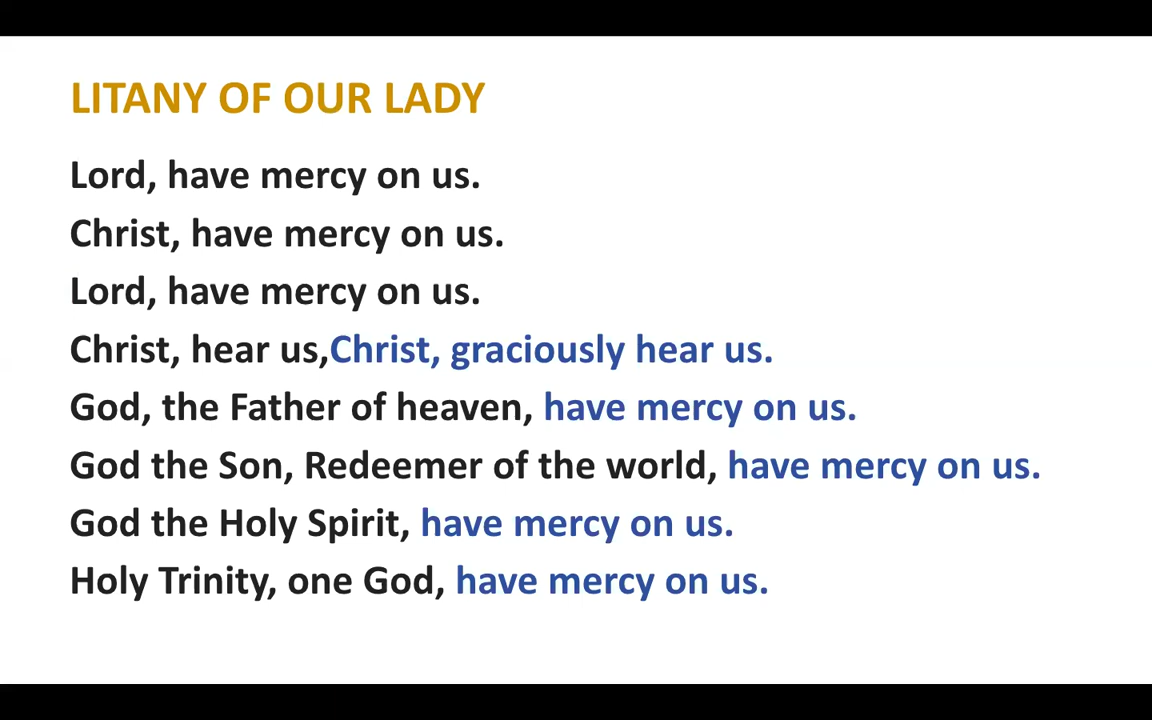 LITANY OF OUR LADY
Lord, have mercy on us.
Christ, have mercy on us.
Lord, have mercy on us.
Christ, hear us,Christ, graciously hear us.
God, the Father of heaven, have mercy on us.
God the Son, Redeemer of the world, have mercy on us.
God the Holy Spirit, have mercy on us.
Holy Trinity, one God, have mercy on us.